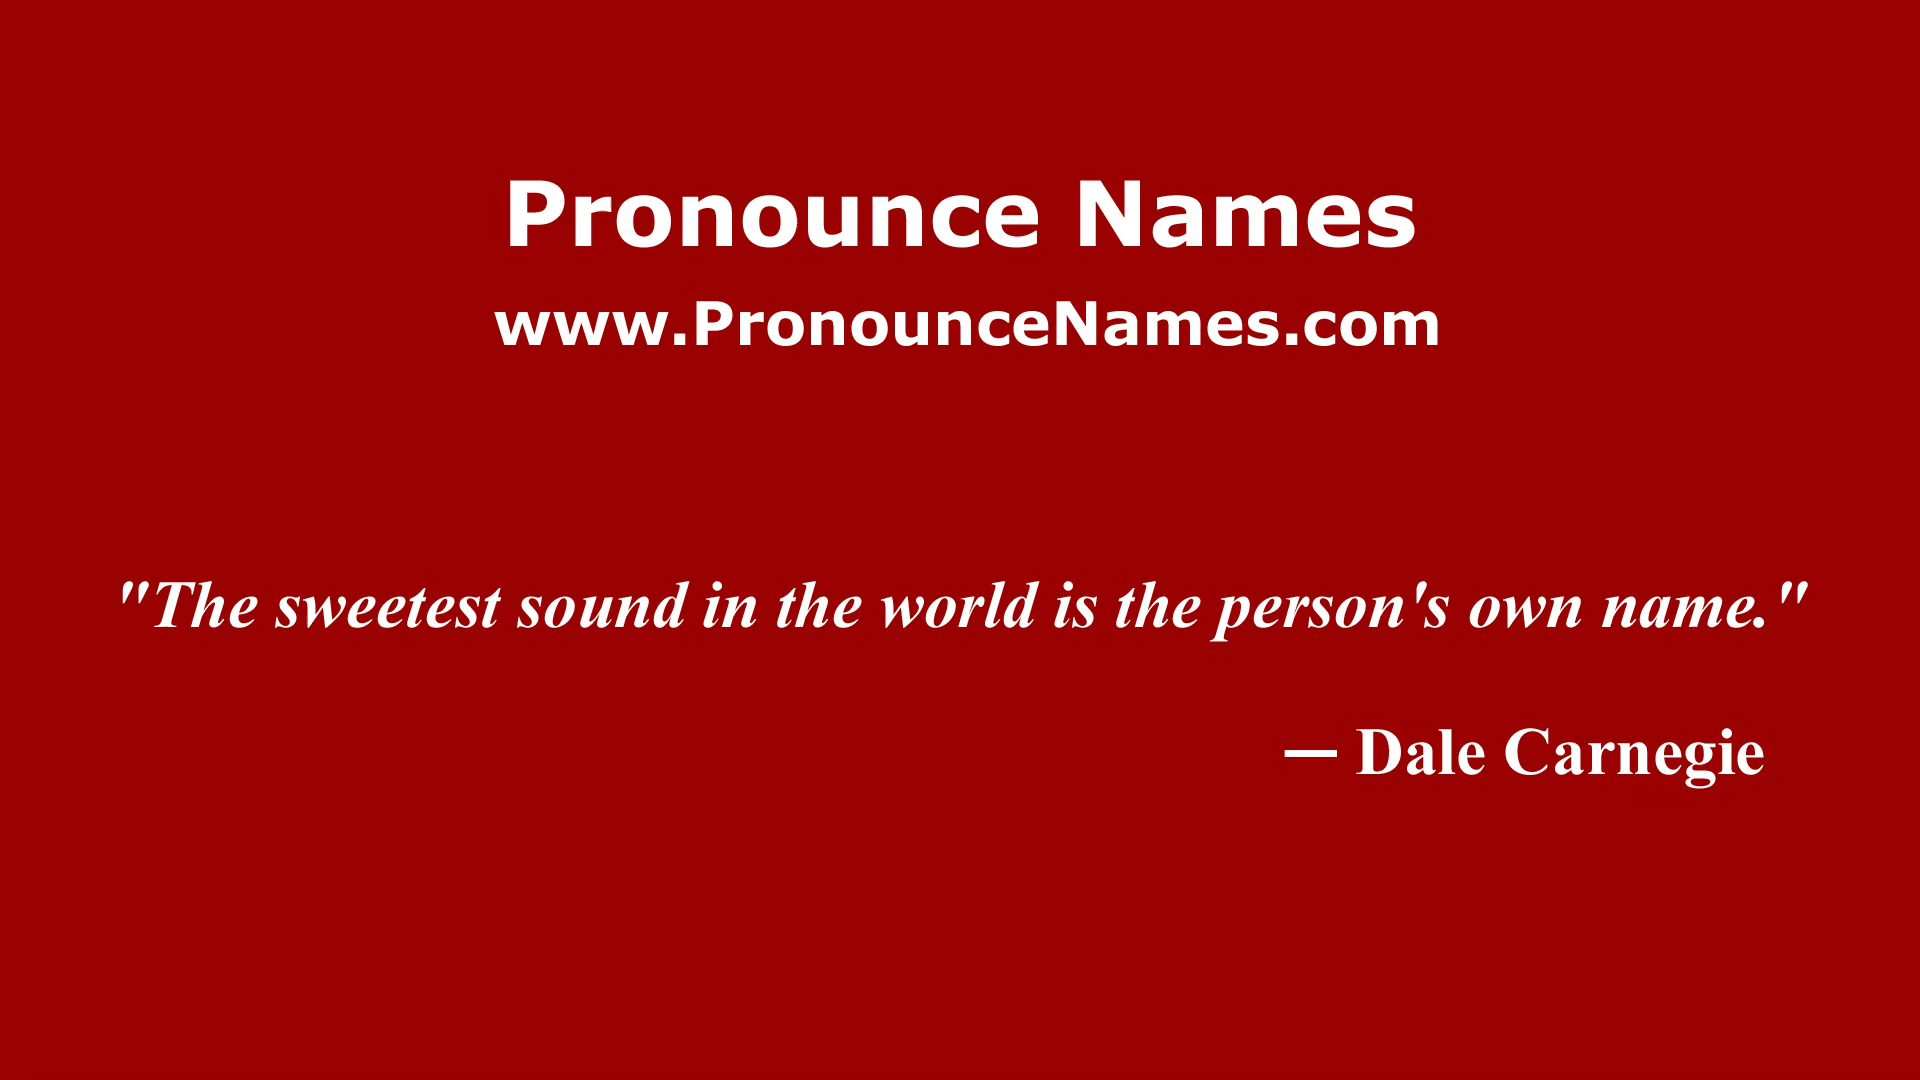 Pronounce Names
www.PronounceNames.com
"The sweetest sound in the world is the person's own name."
— Dale Carnegie